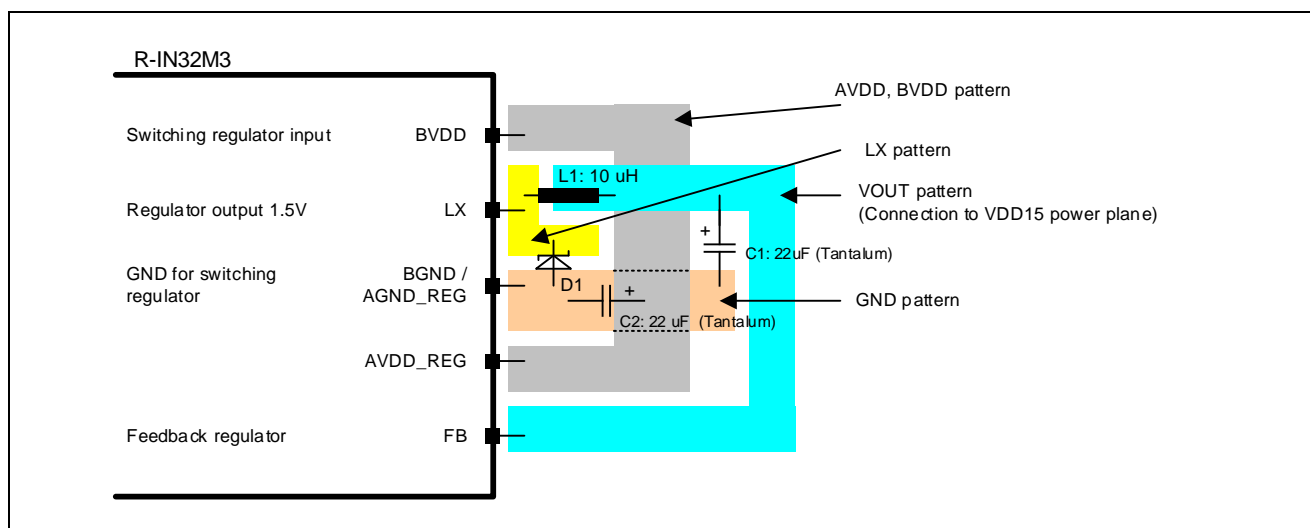 R-IN32M3
AVDD, BVDD pattern
Switching regulator input
BVDD
LX pattern
L1: 10 uH
VOUT pattern
(Connection to VDD15 power plane)
Regulator output 1.5V
LX
+
C1: 22uF (Tantalum)
GND for switching
regulator
BGND /
AGND_REG
D1
+
GND pattern
C2: 22 uF (Tantalum)
AVDD_REG
Feedback regulator
FB